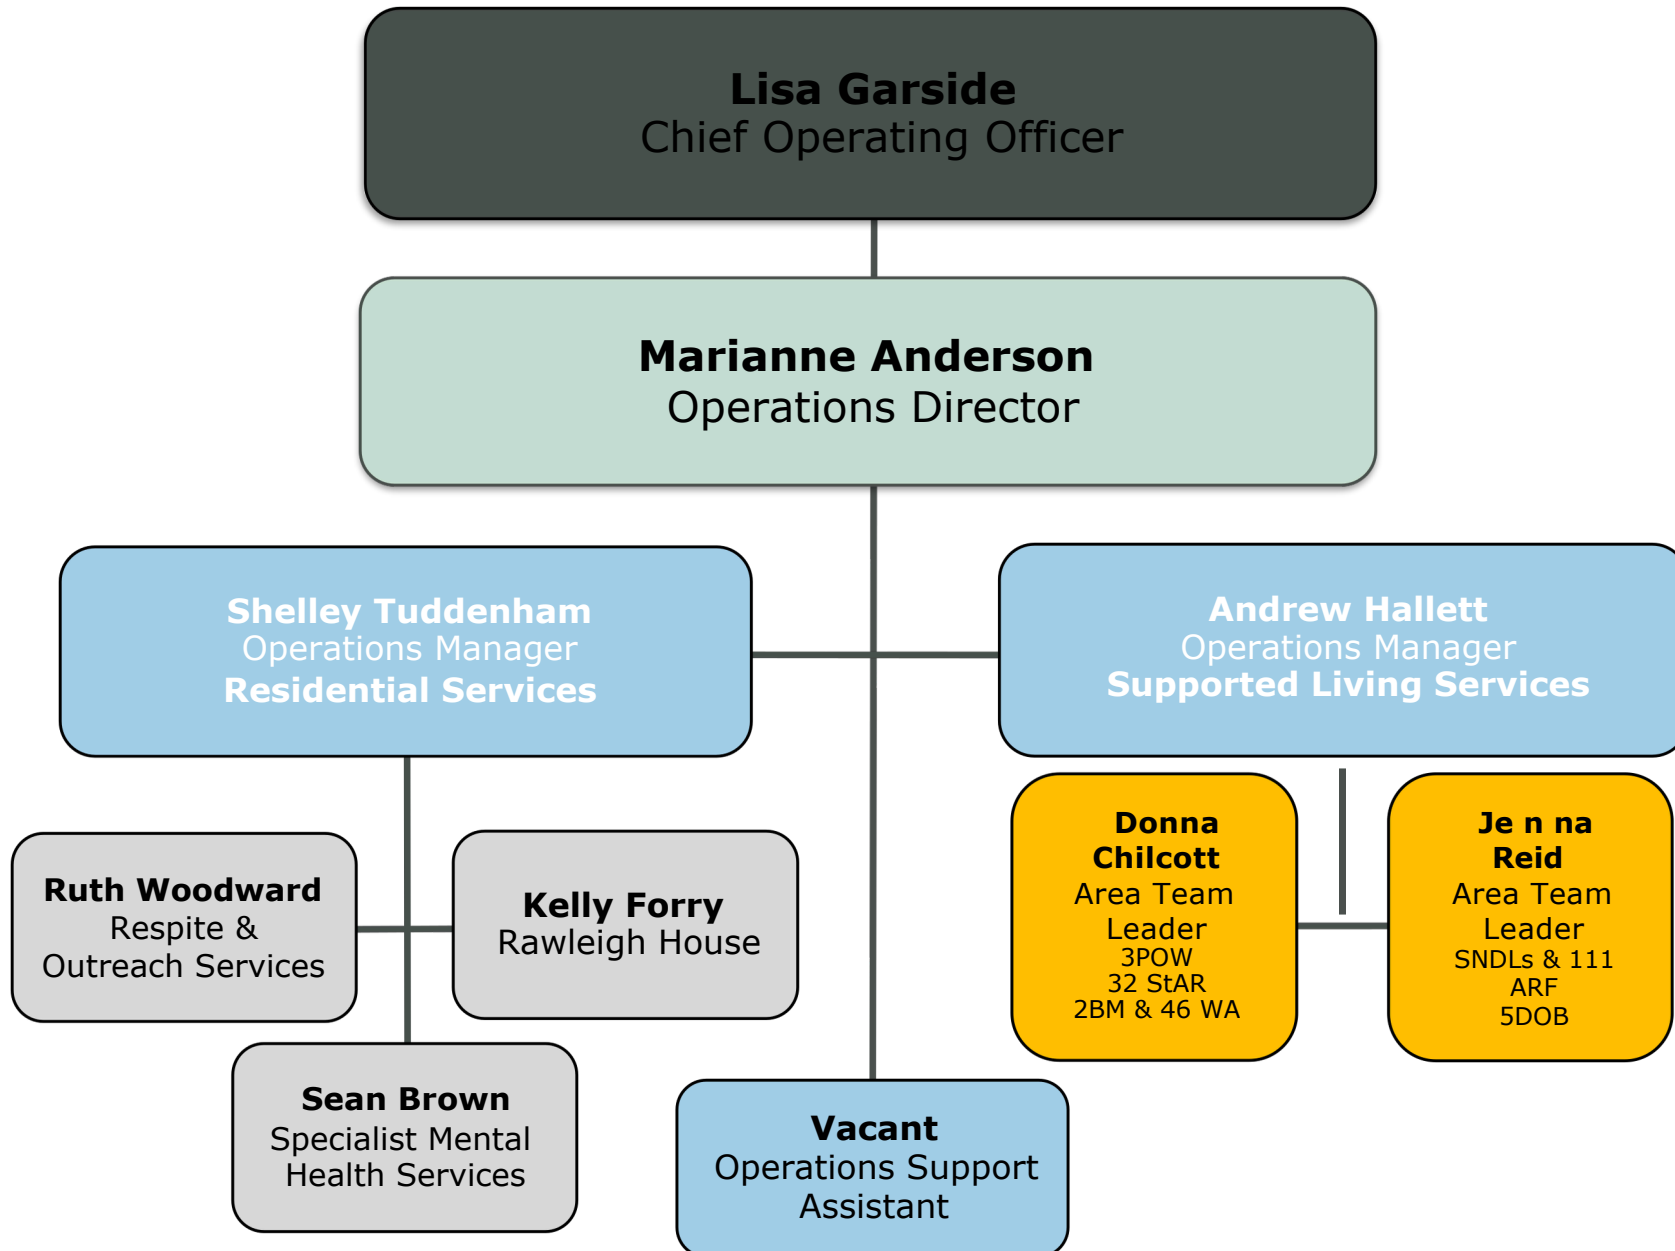 Lisa Garside
Chief Operating Officer
Marianne Anderson
Operations Director
Shelley Tuddenham
Operations Manager
Residential Services
Andrew Hallett
Operations Manager
Supported Living Services
Ruth Woodward
Respite &
Outreach Services
Kelly Forry
Rawleigh House
Sean Brown
Specialist Mental
Health Services
Vacant
Operations Support
Assistant
Donna
Chilcott
Area Team
Leader
3POW
32 StAR
2BM & 46 WA
Je n na
Reid
Area Team
Leader
SNDLs & 111
ARF
5DOB